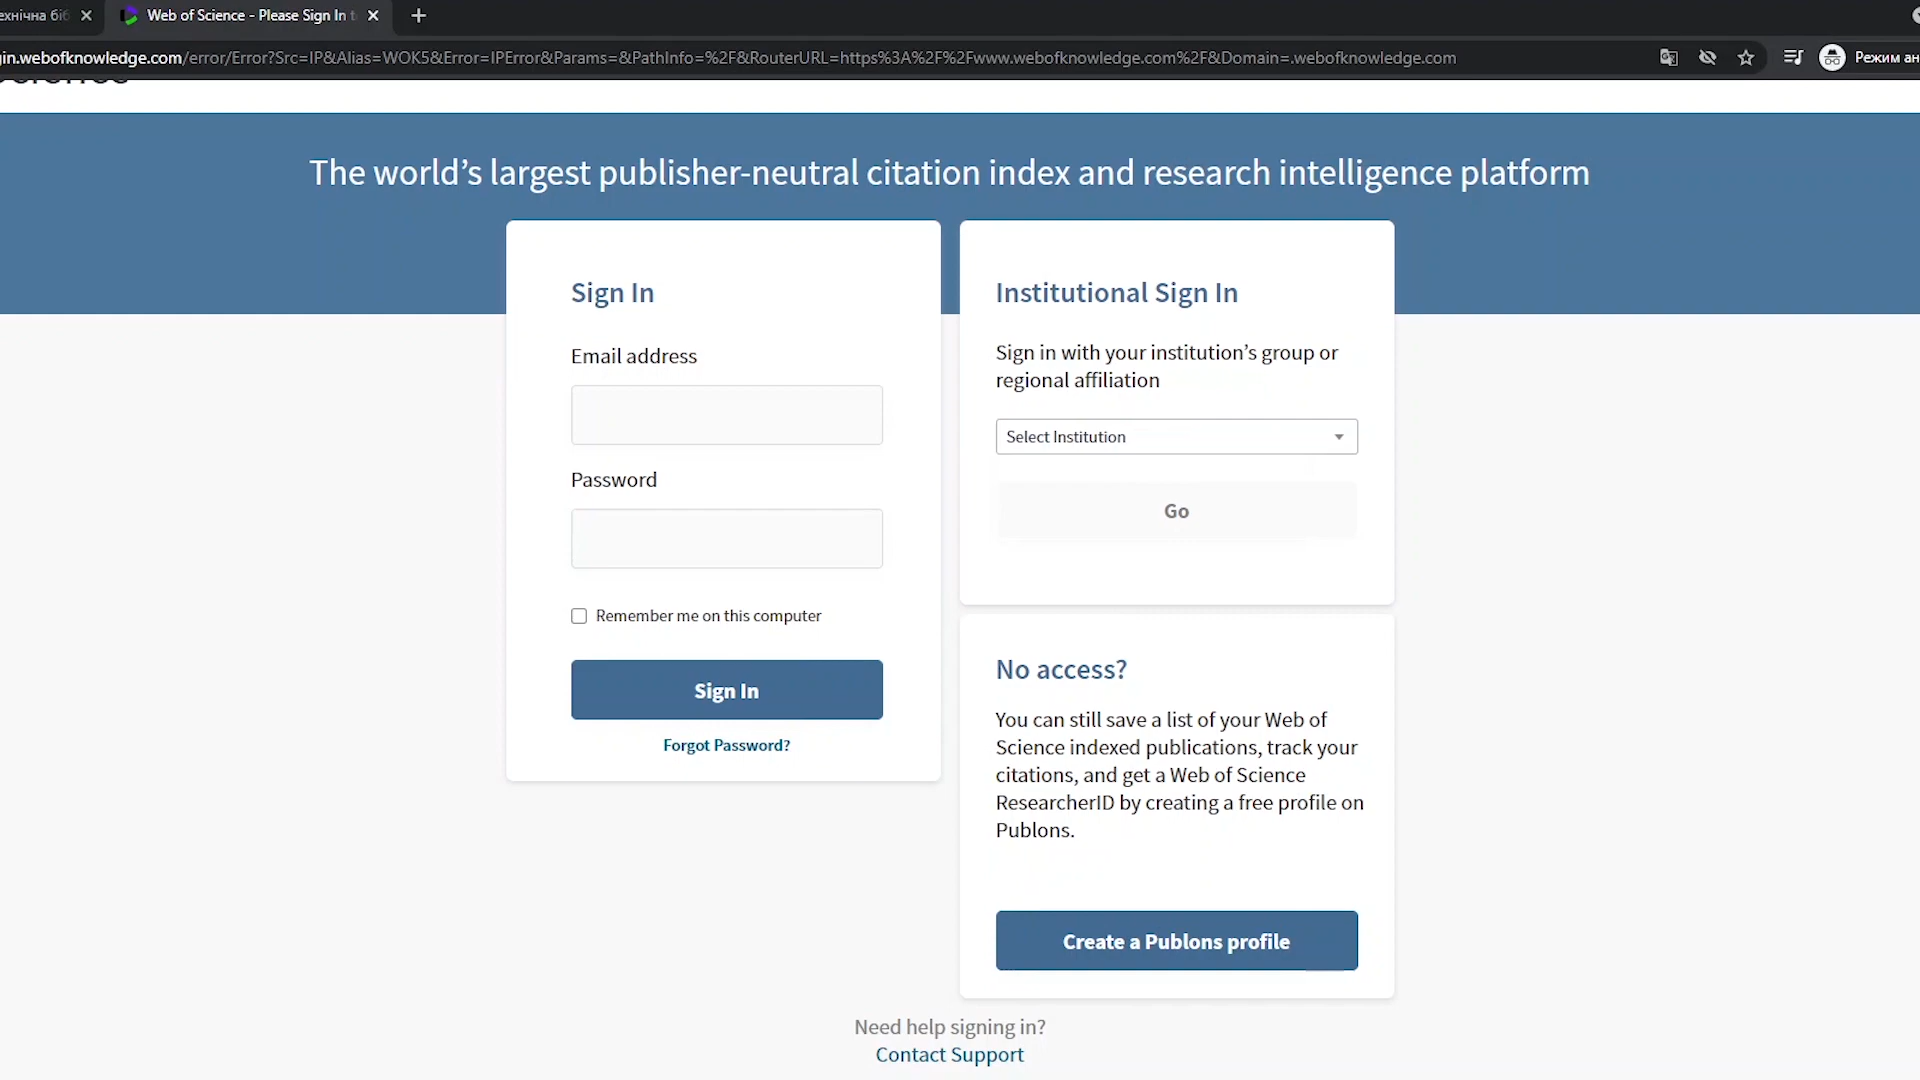 ехнічна біб
Web of Science - Please Sign In t
in.webofknowledge.com/error/Error?Src=IP&Alias=WOK5&Error=IPError&Params=&PathInfo=%2F&RouterURL=https%3A%2F%2Fwww.webofknowledge.com%2F&Domain=.webofknowledge.com
Режим ан
The world’s largest publisher-neutral citation index and research intelligence platform
Sign In
Email address
Password
Remember me on this computer
Sign In
Forgot Password?
Institutional Sign In
Sign in with your institution’s group or
regional affiliation
Select Institution
Go
No access?
You can still save a list of your Web of
Science indexed publications, track your
citations, and get a Web of Science
ResearcherID by creating a free profile on
Publons.
Create a Publons profile
Need help signing in?
Contact Support